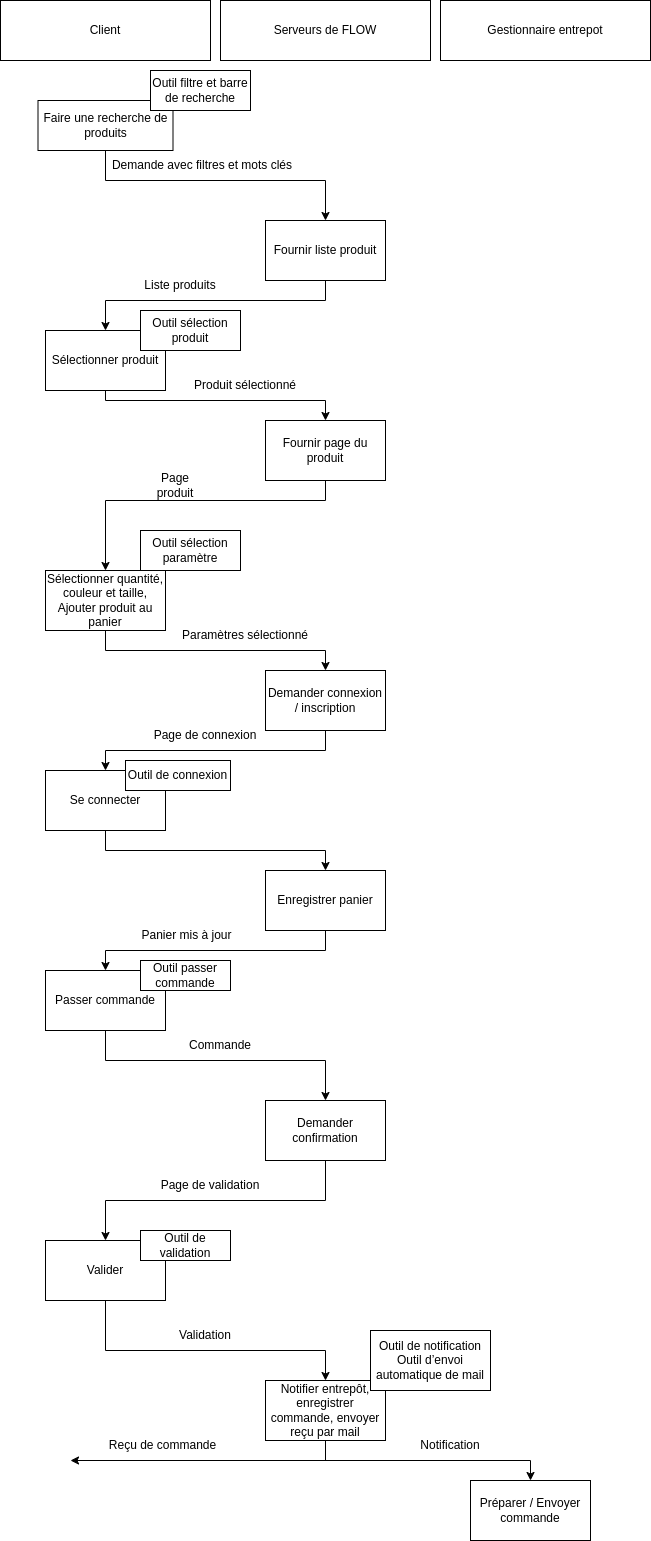 Client
Serveurs de FLOW
Gestionnaire entrepot
Outil filtre et barre
de recherche
Faire une recherche de
produits
Demande avec filtres et mots clés
Fournir liste produit
Liste produits
Outil sélection
produit
Sélectionner produit
Produit sélectionné
Fournir page du
produit
Page
produit
Outil sélection
paramètre
Sélectionner quantité,
couleur et taille,
Ajouter produit au
panier
Paramètres sélectionné
Demander connexion
/ inscription
Page de connexion
Outil de connexion
Se connecter
Enregistrer panier
Panier mis à jour
Outil passer
commande
Passer commande
Commande
Demander
confirmation
Page de validation
Outil de
validation
Valider
Validation
Outil de notification
Outil d'envoi
automatique de mail
Notifier entrepôt,
enregistrer
commande, envoyer
reçu par mail
Reçu de commande
Notification
Préparer / Envoyer
commande